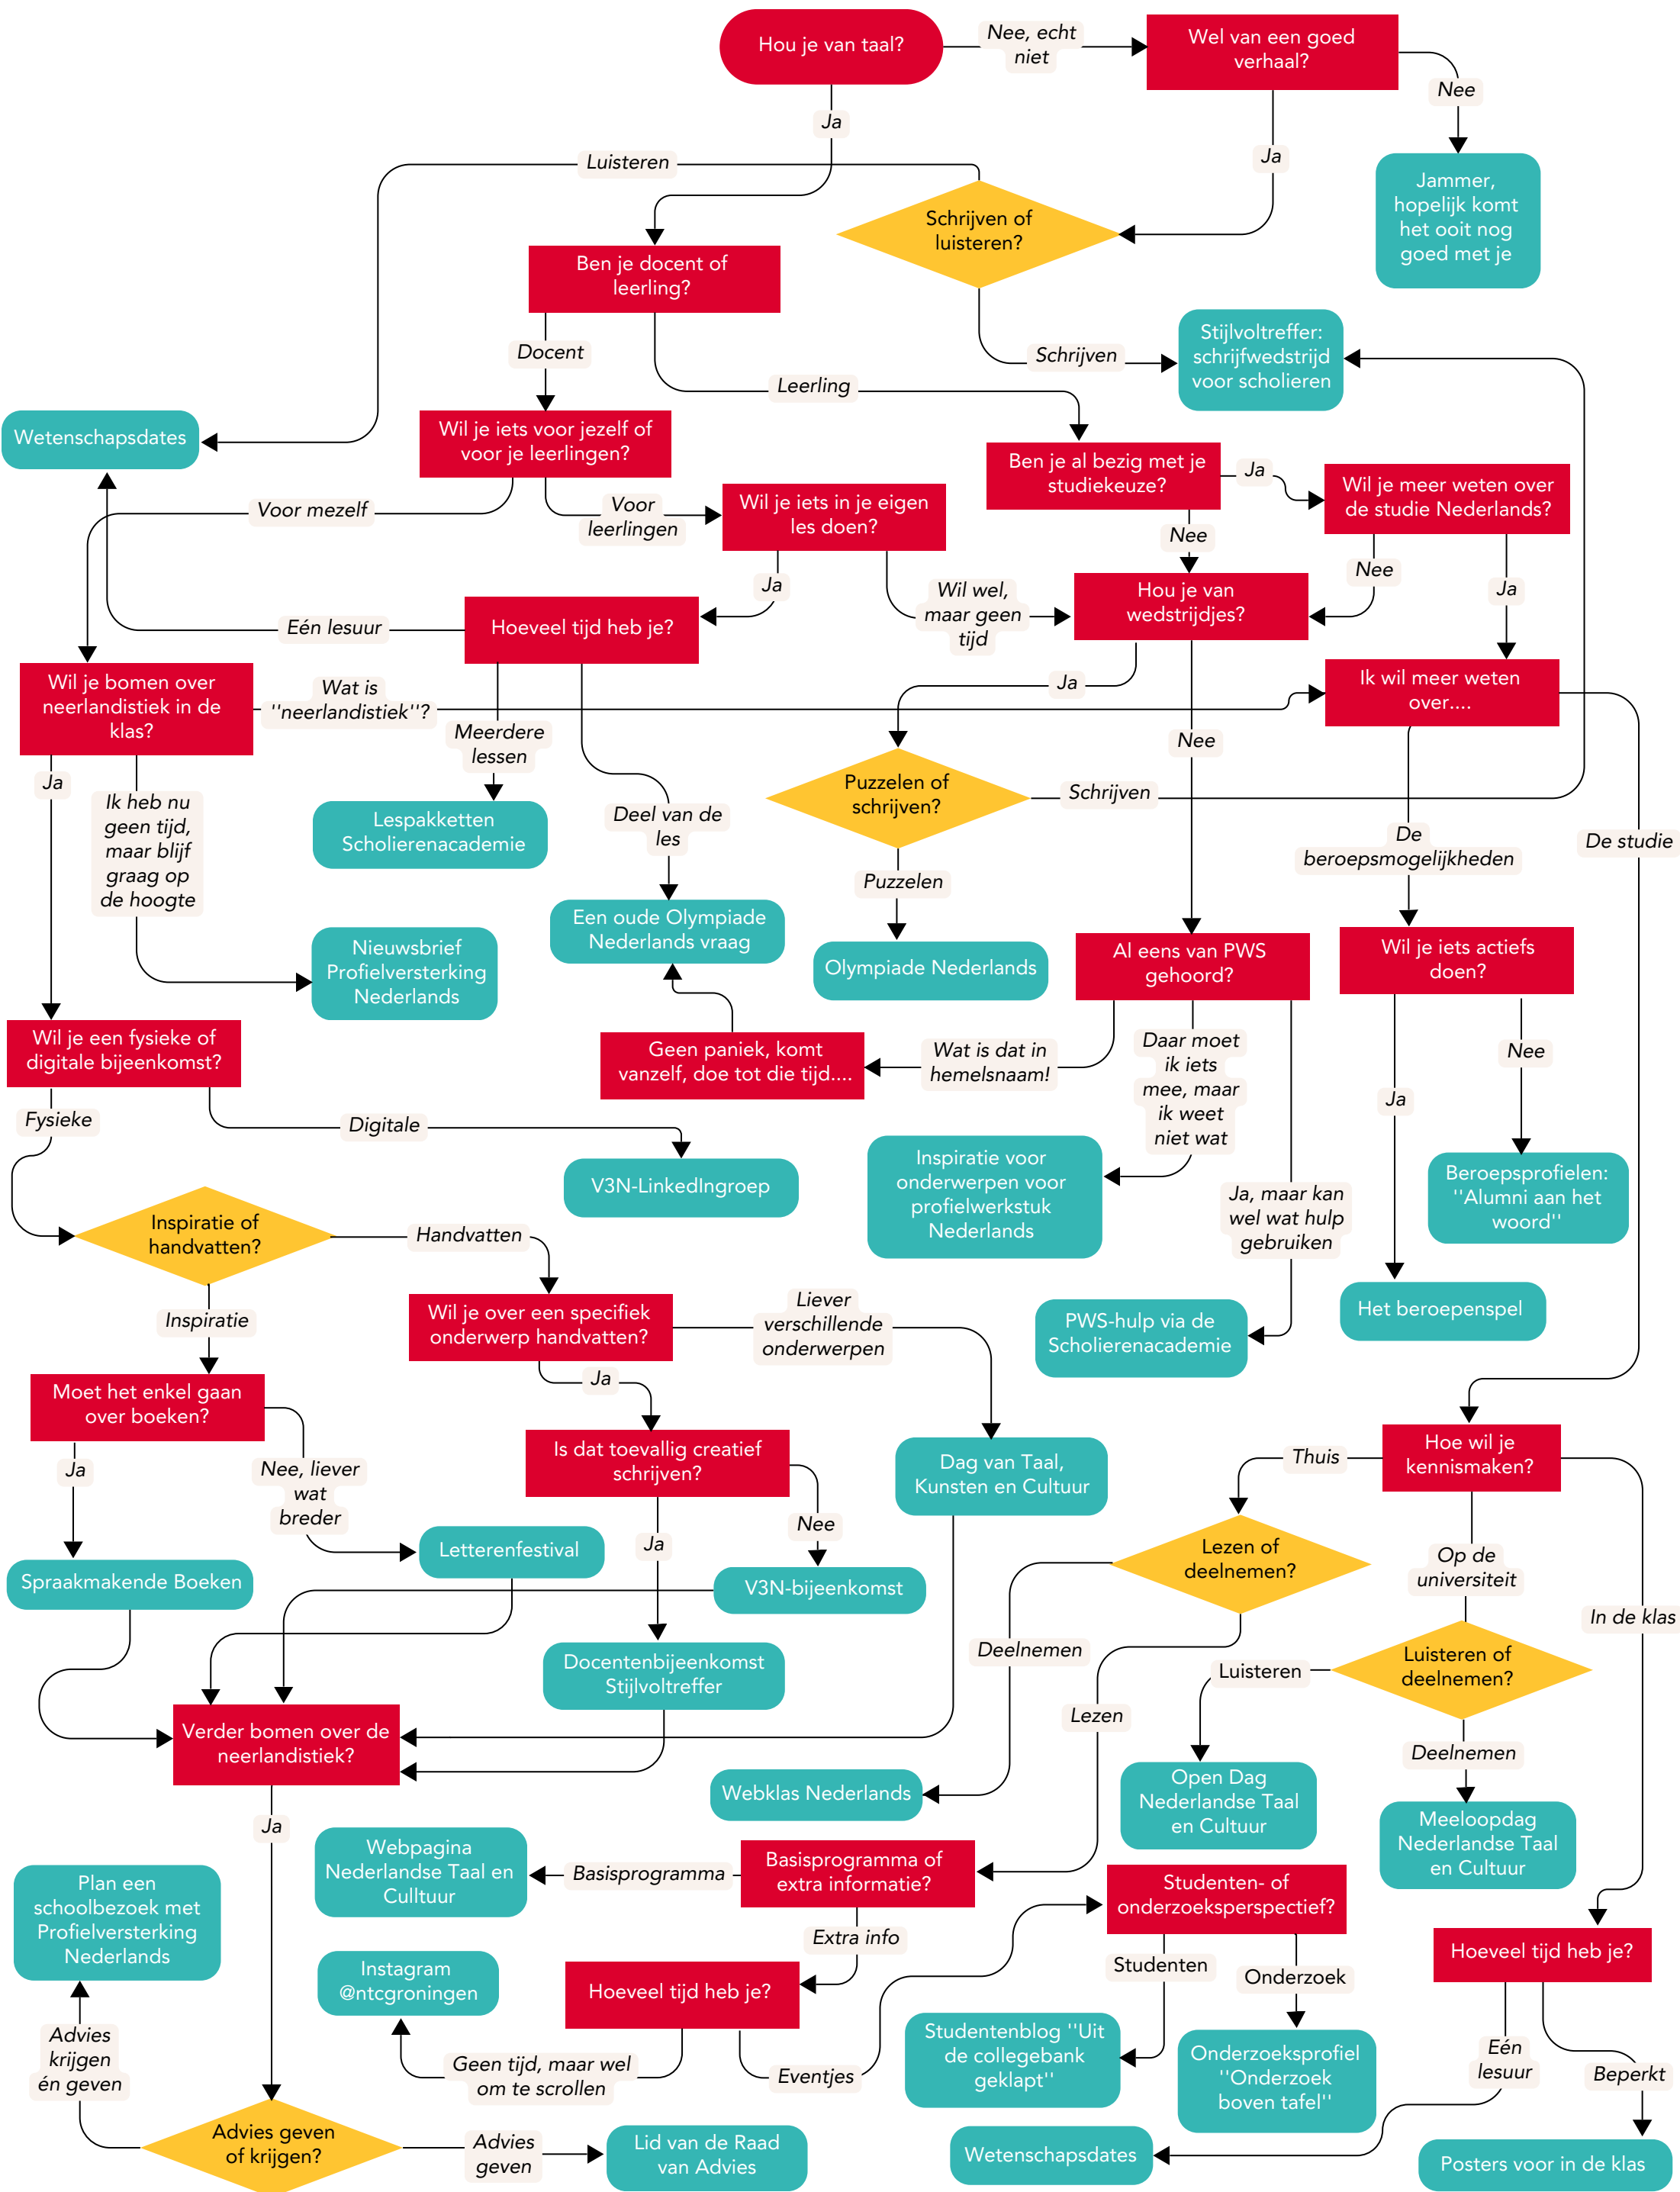 Hou je van taal?
Nee, echt
niet
Wel van een goed
verhaal?
Nee
Ja
Ja
Jammer,
hopelijk komt
het ooit nog
goed met je
Luisteren
Schrijven of
luisteren?
Ben je docent of
leerling?
Docent
Leerling
Schrijven
Stijlvoltreffer:
schrijfwedstrijd
voor scholieren
Wetenschapsdates
Wil je iets voor jezelf of
voor je leerlingen?
Ben je al bezig met je
studiekeuze?
Ja
Wil je meer weten over
de studie Nederlands?
Voor mezelf
Voor
leerlingen
Wil je iets in je eigen
les doen?
Nee
Nee
Ja
Ja
Wil wel,
maar geen
tijd
Hou je van
wedstrijdjes?
Eén lesuur
Hoeveel tijd heb je?
Wil je bomen over
neerlandistiek in de
klas?
Wat is
''neerlandistiek''?
Ja
Ik wil meer weten
over....
Meerdere
lessen
Nee
Ja
Ik heb nu
geen tijd,
maar blijf
graag op
de hoogte
Lespakketten
Scholierenacademie
Deel van de
les
Puzzelen of
schrijven?
Schrijven
De
beroepsmogelijkheden
De studie
Puzzelen
Een oude Olympiade
Nederlands vraag
Nieuwsbrief
Profielversterking
Nederlands
Olympiade Nederlands
Al eens van PWS
gehoord?
Wil je iets actiefs
doen?
Wil je een fysieke of
digitale bijeenkomst?
Geen paniek, komt
vanzelf, doe tot die tijd....
Wat is dat in
hemelsnaam!
Daar moet
ik iets
mee, maar
ik weet
niet wat
Nee
Ja
Fysieke
Digitale
V3N-LinkedIngroep
Inspiratie voor
onderwerpen voor
profielwerkstuk
Nederlands
Ja, maar kan
wel wat hulp
gebruiken
Beroepsprofielen:
''Alumni aan het
woord''
Inspiratie of
handvatten?
Handvatten
Inspiratie
Wil je over een specifiek
onderwerp handvatten?
Liever
verschillende
onderwerpen
PWS-hulp via de
Scholierenacademie
Het beroepenspel
Moet het enkel gaan
over boeken?
Ja
Ja
Nee, liever
wat
breder
Is dat toevallig creatief
schrijven?
Dag van Taal,
Kunsten en Cultuur
Thuis
Hoe wil je
kennismaken?
Nee
Ja
Letterenfestival
Spraakmakende Boeken
V3N-bijeenkomst
Lezen of
deelnemen?
Op de
universiteit
In de klas
Docentenbijeenkomst
Stijlvoltreffer
Deelnemen
Luisteren
Luisteren of
deelnemen?
Verder bomen over de
neerlandistiek?
Lezen
Deelnemen
Webklas Nederlands
Open Dag
Nederlandse Taal
en Cultuur
Meeloopdag
Nederlandse Taal
en Cultuur
Ja
Webpagina
Nederlandse Taal en
Culltuur
Basisprogramma
Basisprogramma of
extra informatie?
Plan een
schoolbezoek met
Profielversterking
Nederlands
Studenten- of
onderzoeksperspectief?
Extra info
Hoeveel tijd heb je?
Instagram
@ntcgroningen
Hoeveel tijd heb je?
Studenten
Onderzoek
Advies
krijgen
én geven
Geen tijd, maar wel
om te scrollen
Eventjes
Studentenblog ''Uit
de collegebank
geklapt''
Onderzoeksprofiel
''Onderzoek
boven tafel''
Eén
lesuur
Beperkt
Advies geven
of krijgen?
Advies
geven
Lid van de Raad
van Advies
Wetenschapsdates
Posters voor in de klas